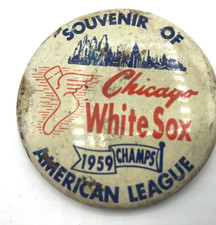 SOUVENIR OF
Chicago
White Sox
1959 CHAMPS
AMERICAN LEAGUE